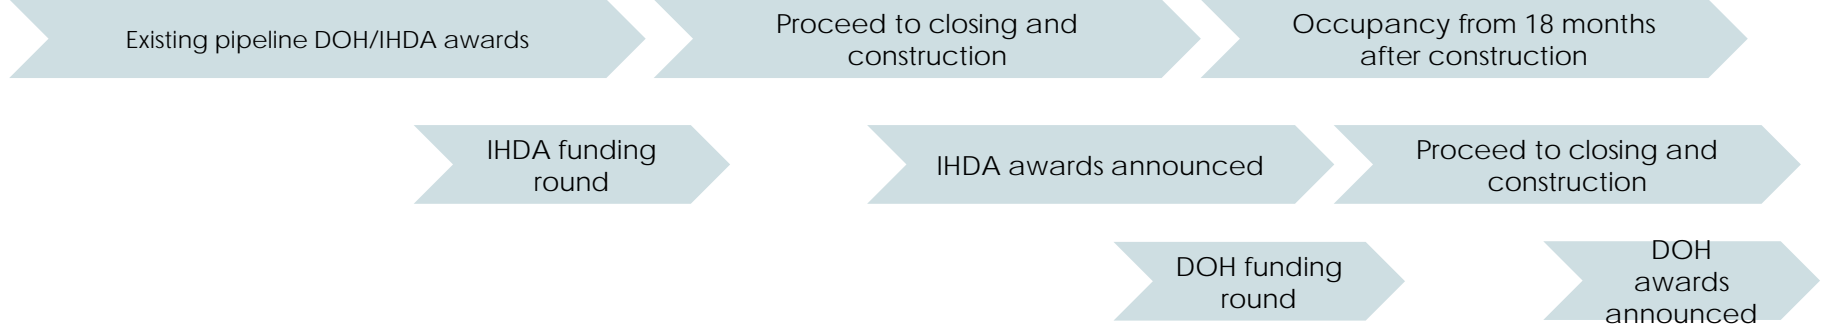 Existing pipeline DOH/IHDA awards
Proceed to closing and
construction
Occupancy from 18 months
after construction
IHDA funding
round
IHDA awards announced
Proceed to closing and
construction
DOH funding
round
DOH
awards
announced